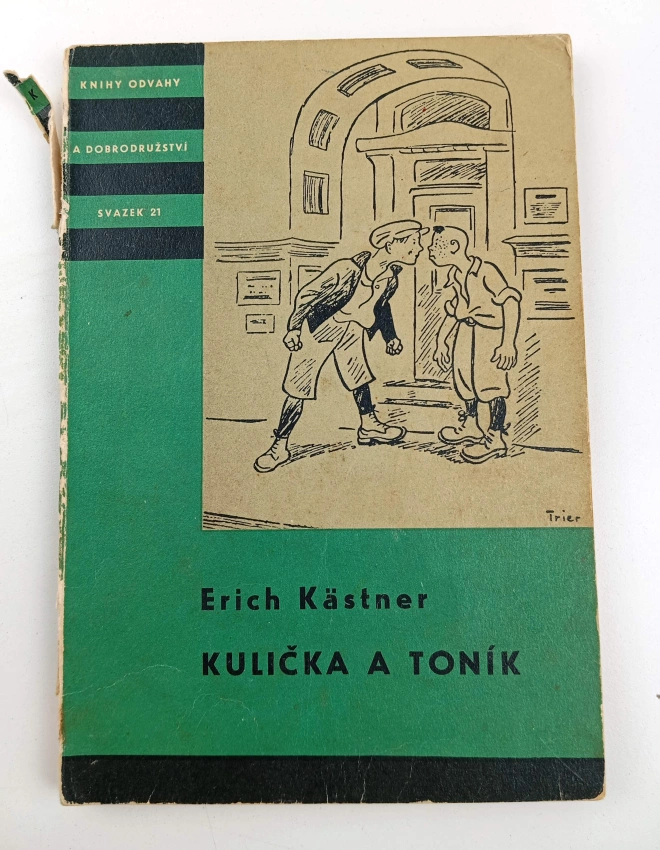 KNIHY ODVAHY
A DOBRODRUŽSTVÍ
SVAZEK 21
K
Trier
Erich Kästner
KULIČKA A TONÍK